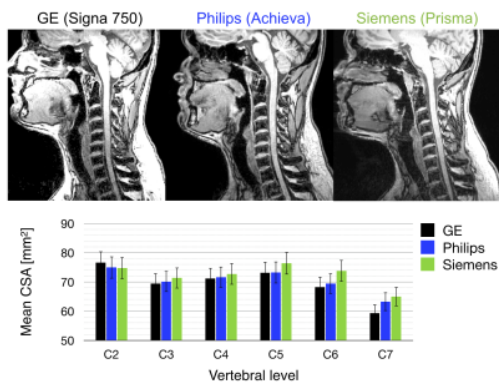 GE (Signa 750) Philips (Achieva) Siemens (Prisma)
Mean CSA [mm²]
90
80
70
60
50
GE
Philips
Siemens
C2 C3 C4 C5 C6 C7
Vertebral level